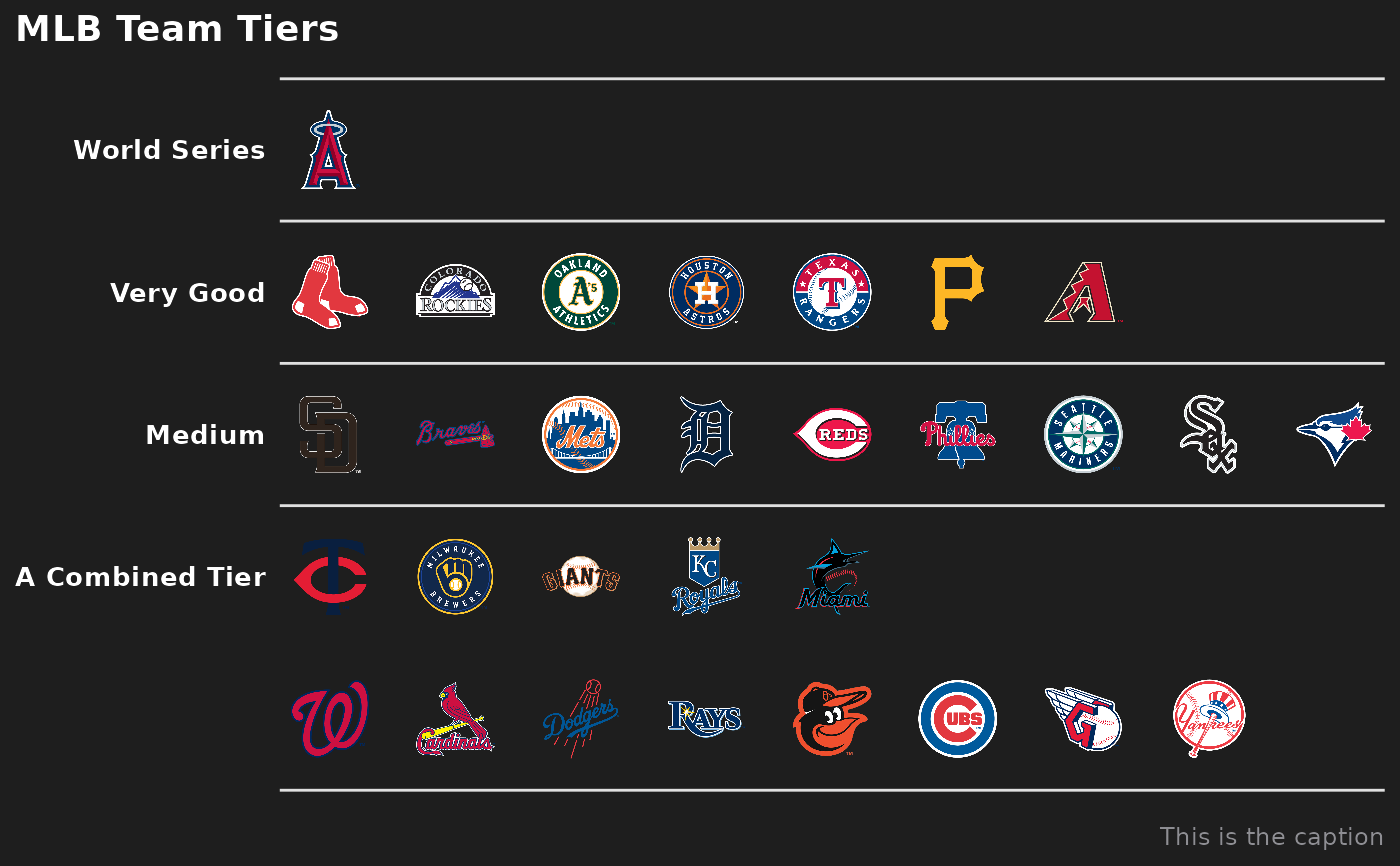 MLB Team Tiers
World Series
A
Very Good
COLORADO
ROCKIES
OAKLAND
A's
ATHLETICS
HOUSTON
H
ASTROS
TEXAS
T
RANGERS
P
A
Medium
SD
Braves
Mets
D
REDS
Phillies
SEATTLE
MARINERS
Sox
A Combined Tier
TC
MILWAUKEE
BREWERS
GIANTS
KC
Royals
Miami
W
Cardinals
Dodgers
RAYS
CUBS
G
Yankees
This is the caption